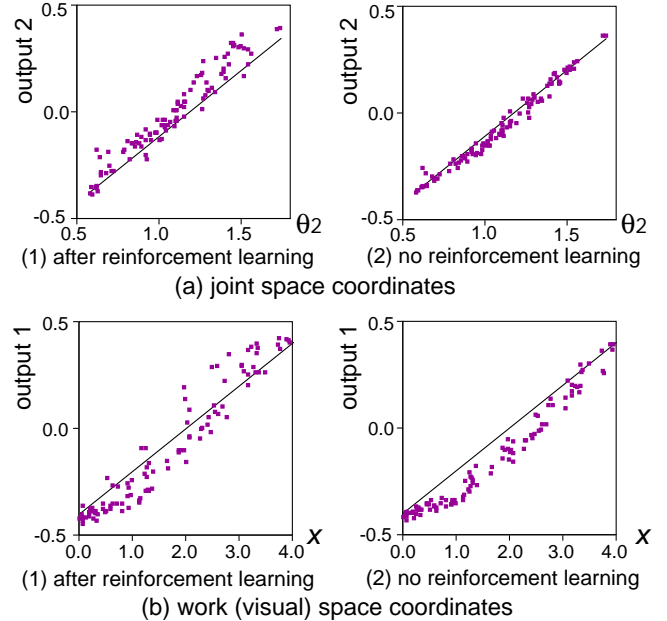 output 2
0.5
0.0
-0.5
0.5 1.0 1.5 θ2
(1) after reinforcement learning
output 2
0.5
0.0
-0.5
0.5 1.0 1.5 θ2
(2) no reinforcement learning
(a) joint space coordinates
output 1
0.5
0.0
-0.5
0.0 1.0 2.0 3.0 4.0 x
(1) after reinforcement learning
output 1
0.5
0.0
-0.5
0.0 1.0 2.0 3.0 4.0 x
(2) no reinforcement learning
(b) work (visual) space coordinates